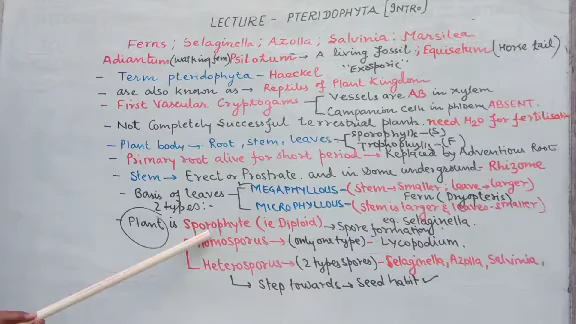 LECTURE - PTERIDOPHYTA [INTRO]
Ferns; Selaginella; Azolla; Salvinia; Marsilea
Adiantum (walking fern) Psilotum → A living fossil; Equisetum (Horse tail)
"Exosporic"
- Term pteridophyta - Haeckel
- are also known as → Reptiles of Plant Kingdom
- First Vascular Cryptogams → Vessels are AB in xylem
Campanion cell in phloem ABSENT.
- Not Completely Successful terrestrial plants. need H2O for fertilisation
- Plant body → Root, stem, leaves → Sporophylls - (S)
Trophophylls - (F)
- Primary root alive for short period → Replaced by Adventious Root
- Stem → Erect or Prostrate and in some underground - Rhizome
- Basis of leaves → MEGAPHYLLOUS - (stem → Smaller; leave → larger)
2 types:- Fern (Dryopteris)
MICROPHYLLOUS - (stem is larger & leaves - smaller)
eg. Selaginella.
- Plant is Sporophyte (ie Diploid) → Spore formation
Homosporus → (only one type) - Lycopodium.
Heterosporus → (2 types spores) - Selaginella, Azolla, Salvinia,
↳ Step towards → Seed habit ✓